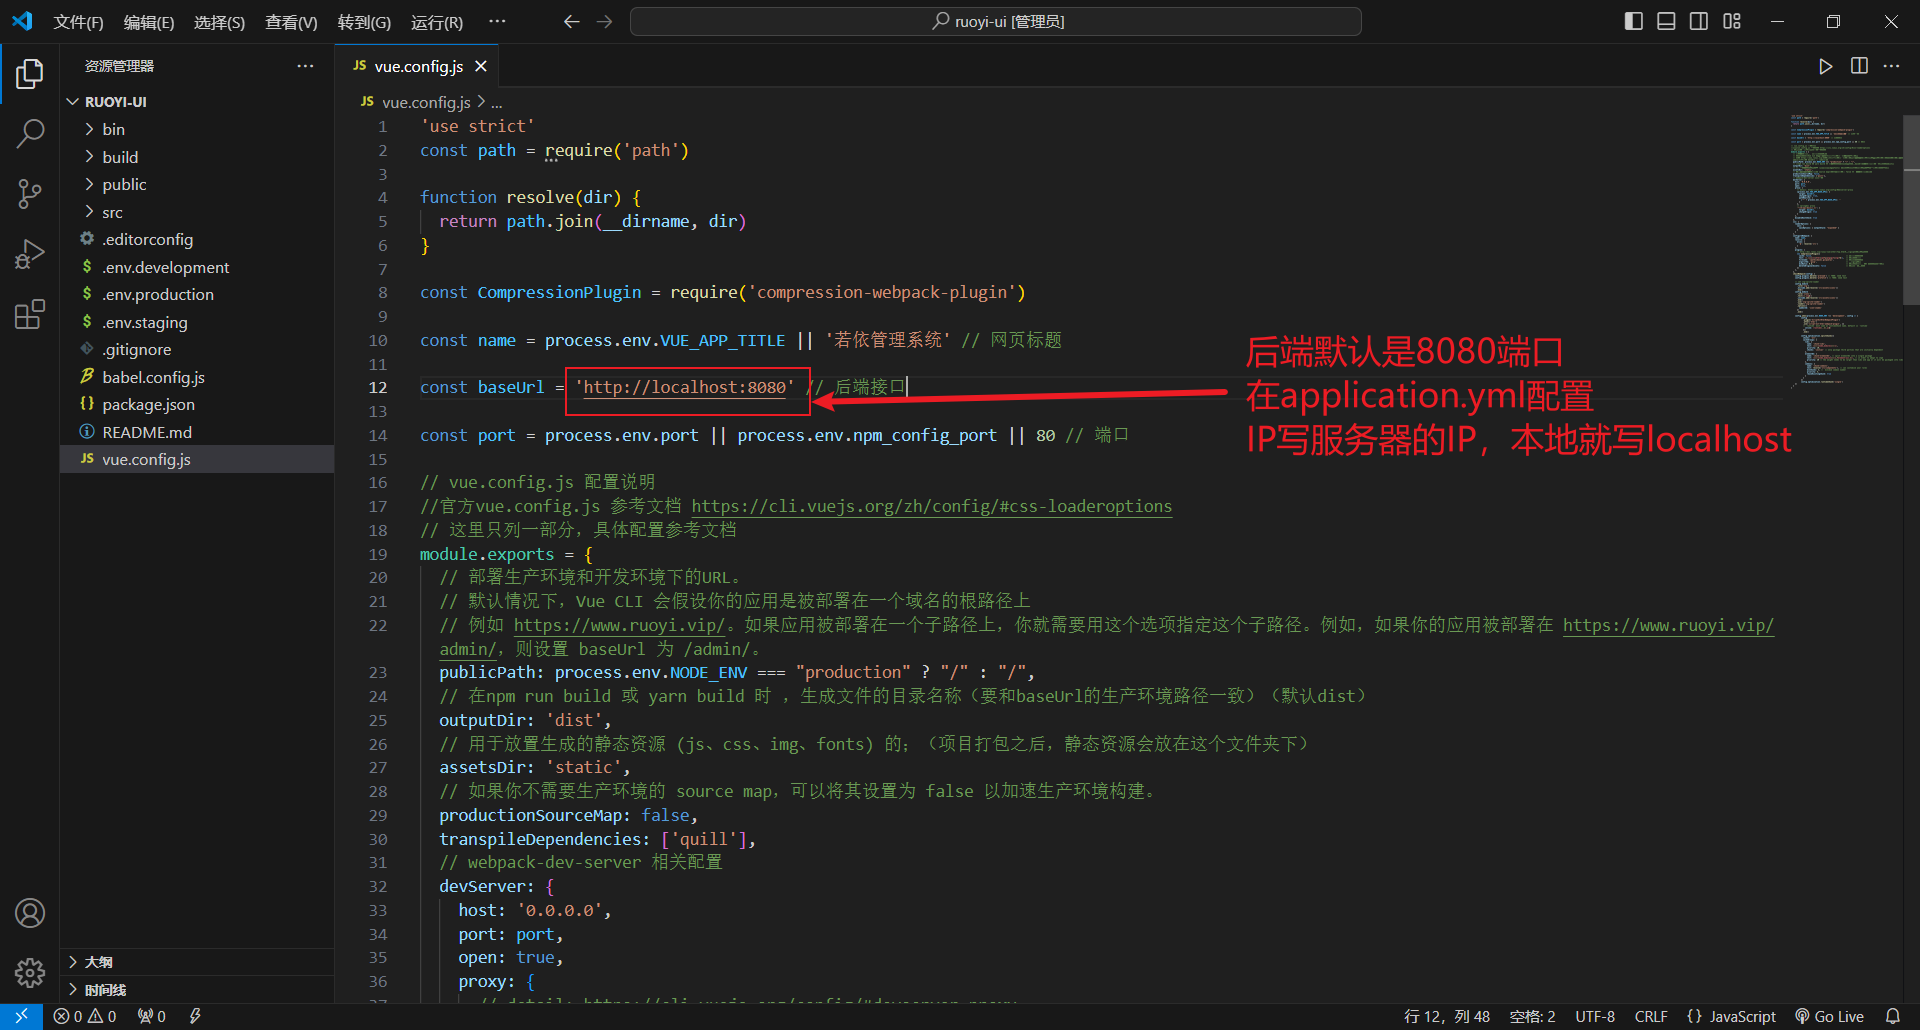 文件(F) 编辑(E) 选择(S) 查看(V) 转到(G) 运行(R) ···
ruoyi-ui [管理员]
资源管理器
RUOYI-UI
bin
build
public
src
.editorconfig
$ .env.development
$ .env.production
$ .env.staging
.gitignore
babel.config.js
{} package.json
README.md
JS vue.config.js
大纲
时间线
JS vue.config.js
JS vue.config.js > ...
1 'use strict'
2 const path = require('path')
3
4 function resolve(dir) {
5 return path.join(__dirname, dir)
6 }
7
8 const CompressionPlugin = require('compression-webpack-plugin')
9
10 const name = process.env.VUE_APP_TITLE || '若依管理系统' // 网页标题
11
12 const baseUrl = 'http://localhost:8080' // 后端接口
13
14 const port = process.env.port || process.env.npm_config_port || 80 // 端口
15
16 // vue.config.js 配置说明
17 //官方vue.config.js 参考文档 https://cli.vuejs.org/zh/config/#css-loaderoptions
18 // 这里只列一部分，具体配置参考文档
19 module.exports = {
20 // 部署生产环境和开发环境下的URL。
21 // 默认情况下，Vue CLI 会假设你的应用是被部署在一个域名的根路径上
22 // 例如 https://www.ruoyi.vip/。如果应用被部署在一个子路径上，你就需要用这个选项指定这个子路径。例如，如果你的应用被部署在 https://www.ruoyi.vip/
admin/，则设置 baseUrl 为 /admin/。
23 publicPath: process.env.NODE_ENV === "production" ? "/" : "/",
24 // 在npm run build 或 yarn build 时 ，生成文件的目录名称（要和baseUrl的生产环境路径一致）（默认dist）
25 outputDir: 'dist',
26 // 用于放置生成的静态资源 (js、css、img、fonts) 的；（项目打包之后，静态资源会放在这个文件夹下）
27 assetsDir: 'static',
28 // 如果你不需要生产环境的 source map，可以将其设置为 false 以加速生产环境构建。
29 productionSourceMap: false,
30 transpileDependencies: ['quill'],
31 // webpack-dev-server 相关配置
32 devServer: {
33 host: '0.0.0.0',
34 port: port,
35 open: true,
36 proxy: {
后端默认是8080端口
在application.yml配置
IP写服务器的IP，本地就写localhost
0 0 0
行 12，列 48 空格: 2 UTF-8 CRLF {} JavaScript Go Live